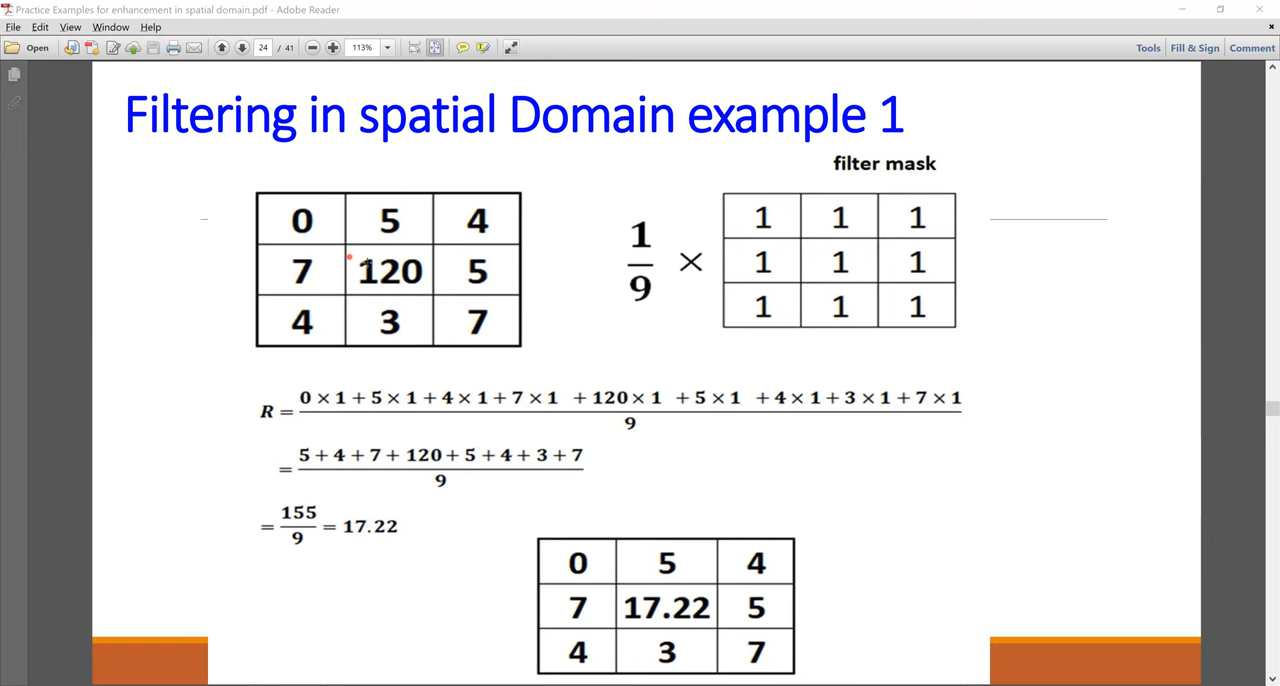 Practice Examples for enhancement in spatial domain.pdf - Adobe Reader
File Edit View Window Help
Open 24 / 41 113% Tools Fill & Sign Comment
Filtering in spatial Domain example 1
filter mask
0 5 4
7 120 5
4 3 7
1/9 ×
1 1 1
1 1 1
1 1 1
R = (0 × 1 + 5 × 1 + 4 × 1 + 7 × 1 + 120 × 1 + 5 × 1 + 4 × 1 + 3 × 1 + 7 × 1) / 9
= (5 + 4 + 7 + 120 + 5 + 4 + 3 + 7) / 9
= 155/9 = 17.22
0 5 4
7 17.22 5
4 3 7